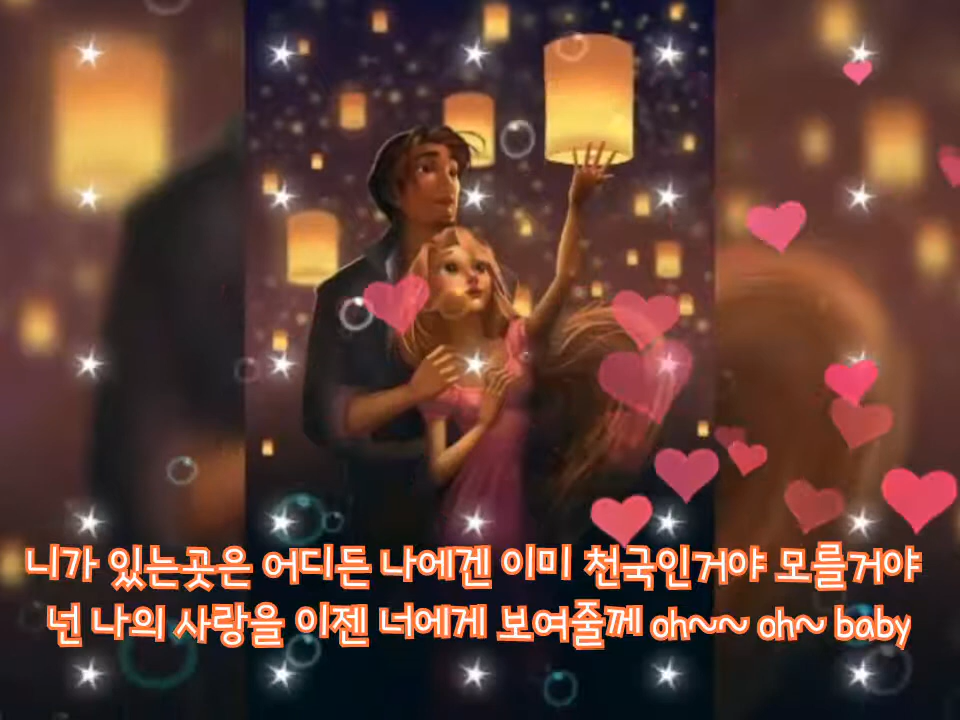 니가 있는곳은 어디든 나에겐 이미 천국인거야 모를거야
넌 나의 사랑을 이젠 너에게 보여줄께 oh~~ oh~ baby